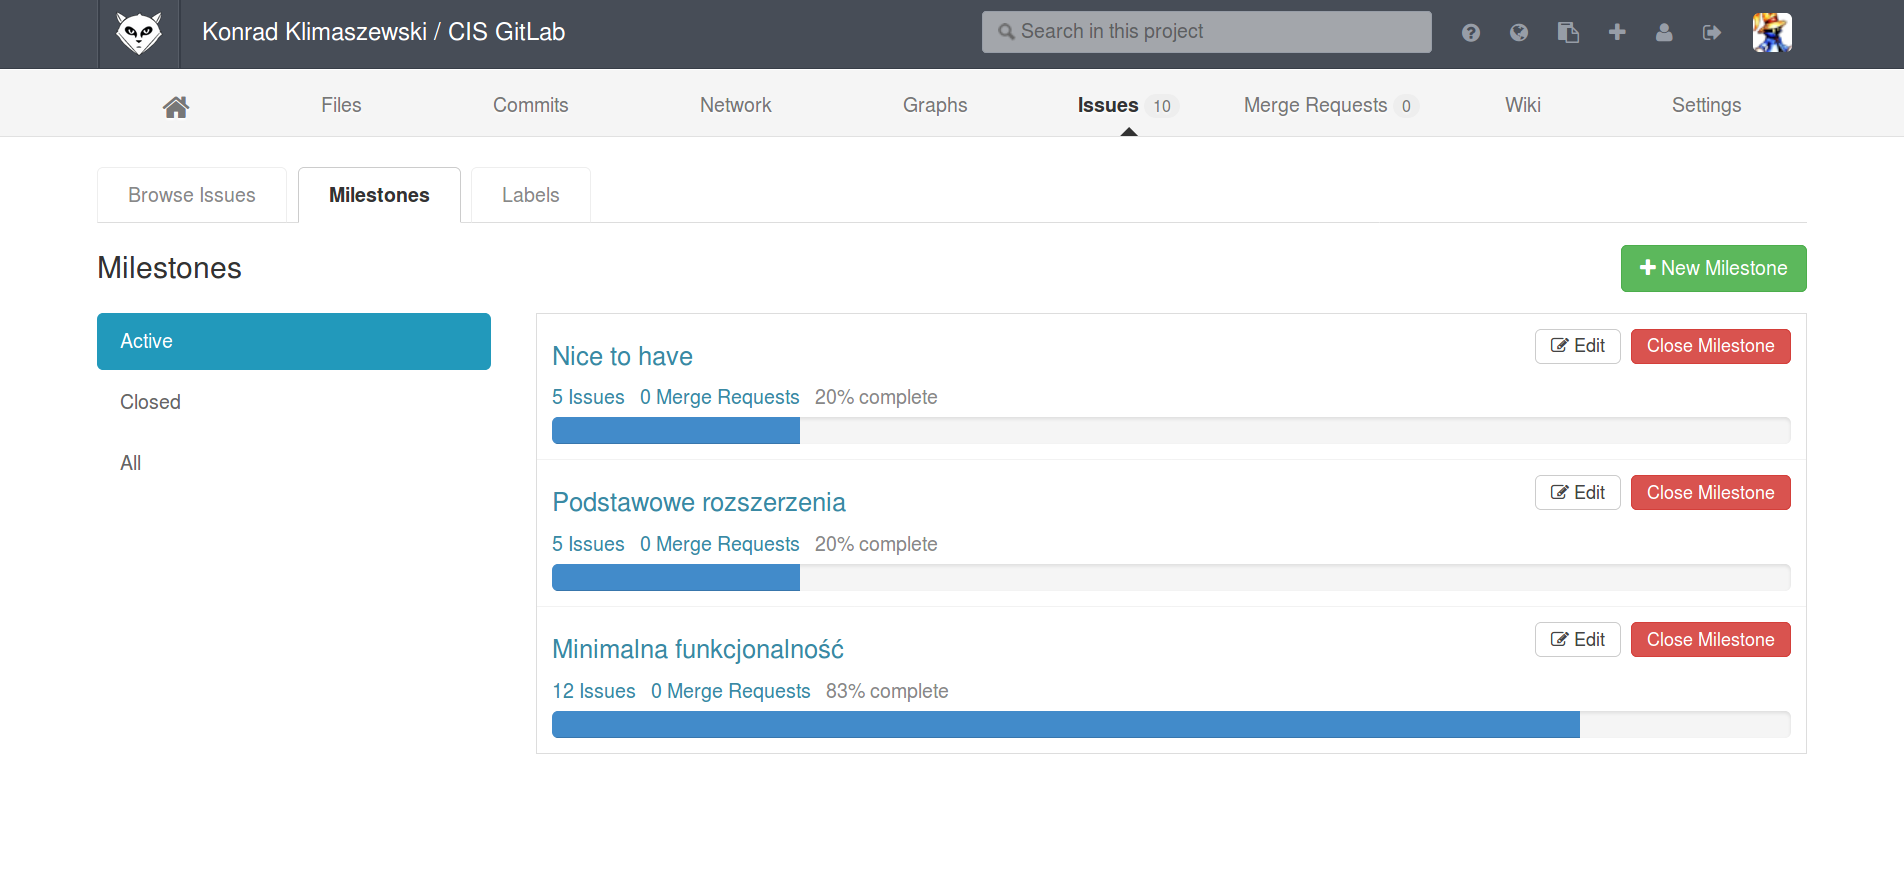 Konrad Klimaszewski / CIS GitLab
Search in this project
Files Commits Network Graphs Issues 10 Merge Requests 0 Wiki Settings
Browse Issues Milestones Labels
Milestones
New Milestone
Active
Closed
All
Nice to have
Edit Close Milestone
5 Issues 0 Merge Requests 20% complete
Podstawowe rozszerzenia
Edit Close Milestone
5 Issues 0 Merge Requests 20% complete
Minimalna funkcjonalność
Edit Close Milestone
12 Issues 0 Merge Requests 83% complete